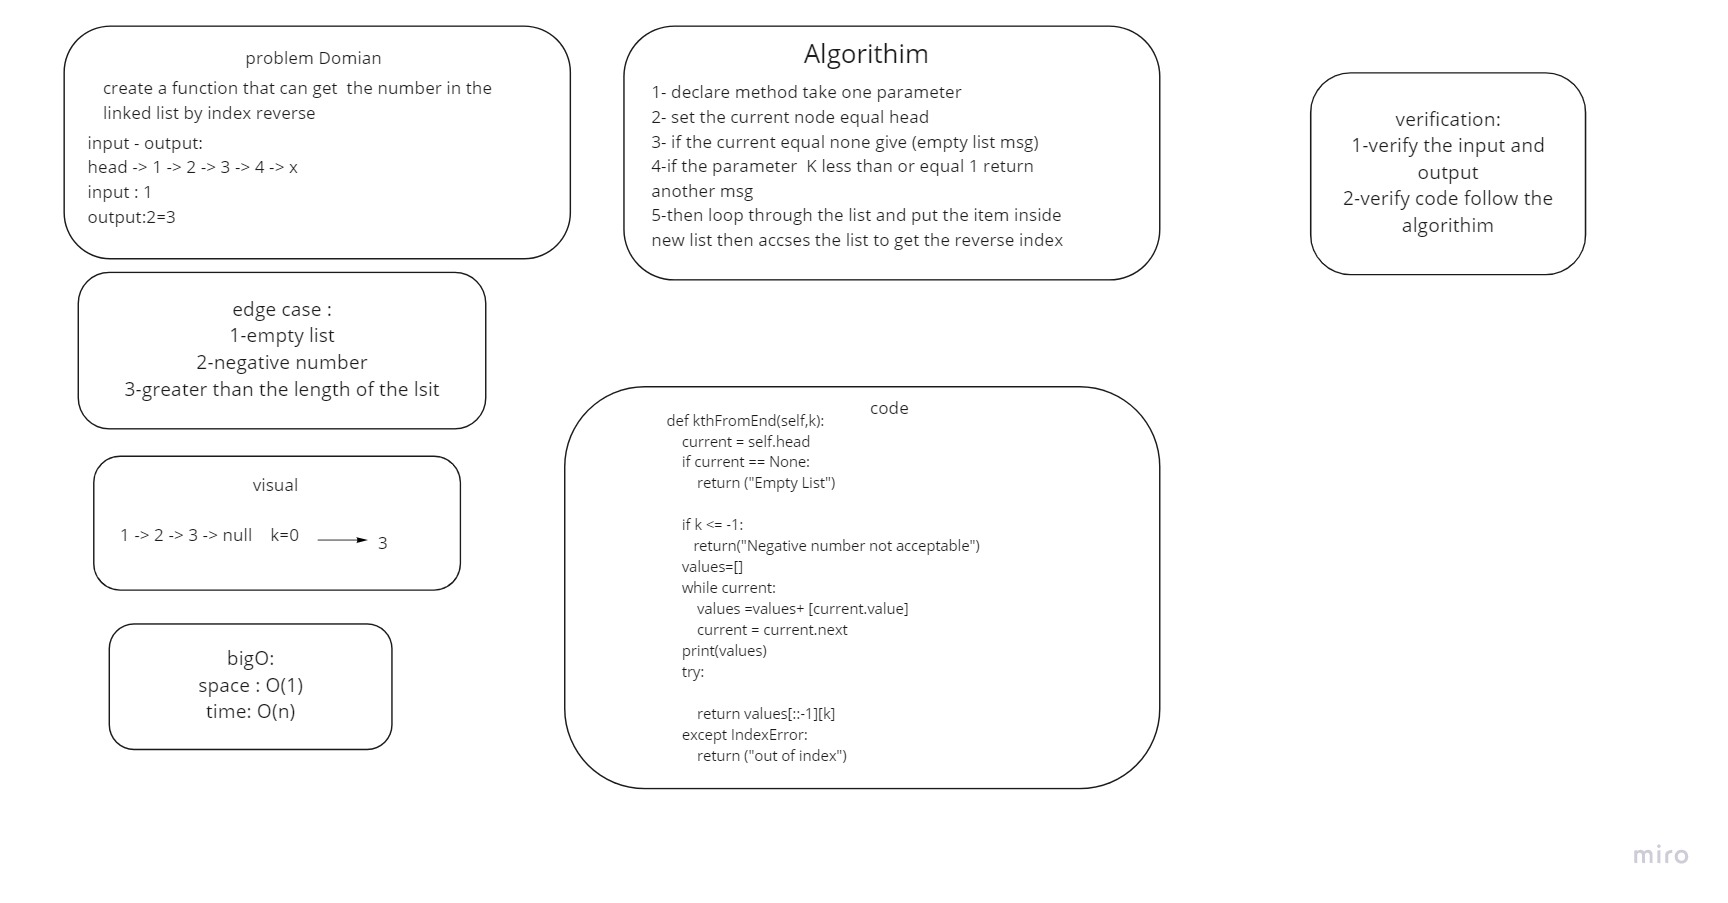 problem Domian
create a function that can get  the number in the
linked list by index reverse
input - output:
head -> 1 -> 2 -> 3 -> 4 -> x
input : 1
output:2=3
edge case :
1-empty list
2-negative number
3-greater than the length of the lsit
visual
1 -> 2 -> 3 -> null    k=0
3
bigO:
space : O(1)
time: O(n)
Algorithim
1- declare method take one parameter
2- set the current node equal head
3- if the current equal none give (empty list msg)
4-if the parameter  K less than or equal 1 return
another msg
5-then loop through the list and put the item inside
new list then accses the list to get the reverse index
code
def kthFromEnd(self,k):
    current = self.head
    if current == None:
        return ("Empty List")
    if k <= -1:
       return("Negative number not acceptable")
    values=[]
    while current:
        values =values+ [current.value]
        current = current.next
    print(values)
    try:
        return values[::-1][k]
    except IndexError:
        return ("out of index")
verification:
1-verify the input and
output
2-verify code follow the
algorithim
miro